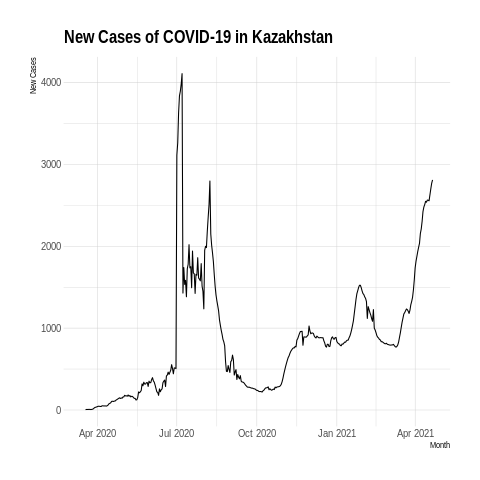 New Cases of COVID-19 in Kazakhstan
New Cases
4000
3000
2000
1000
0
Apr 2020
Jul 2020
Oct 2020
Jan 2021
Apr 2021
Month